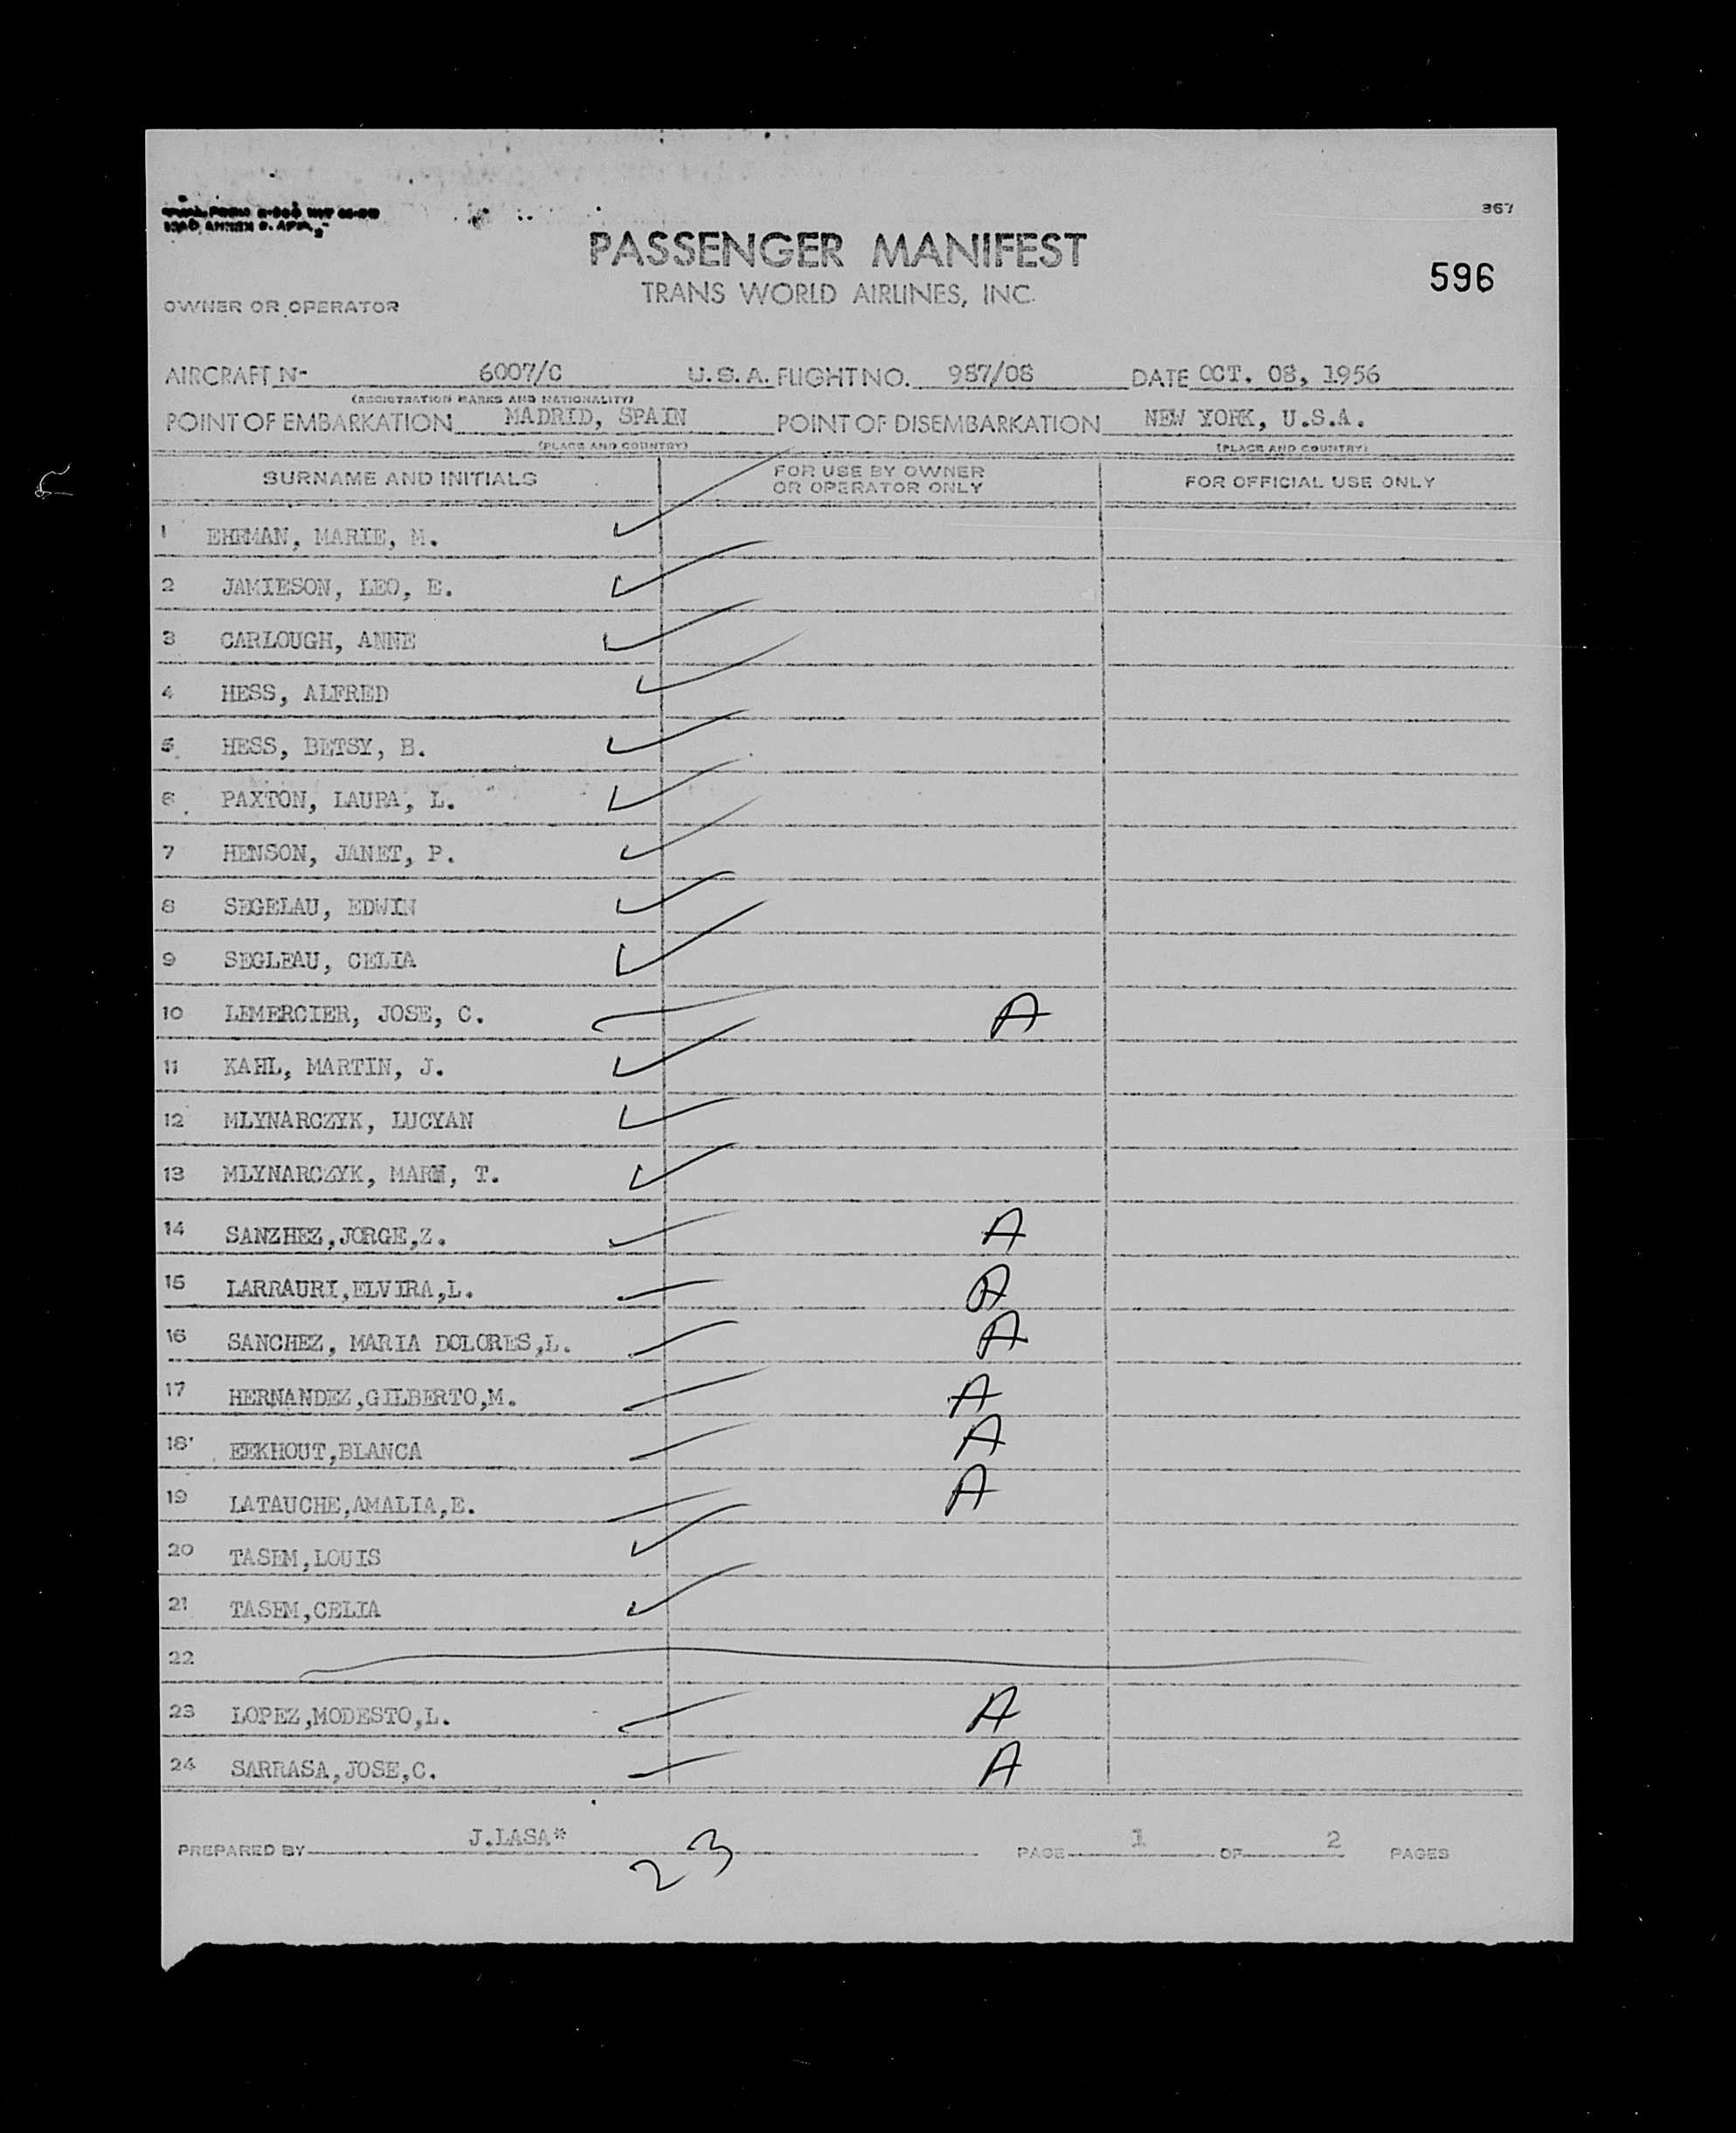 367
PASSENGER MANIFEST
596
TRANS WORLD AIRLINES, INC.
OWNER OR OPERATOR
AIRCRAFT N- 6007/C U.S.A. FLIGHT NO. 987/08 DATE OCT. 08, 1956
(REGISTRATION MARKS AND NATIONALITY)
POINT OF EMBARKATION MADRID, SPAIN POINT OF DISEMBARKATION NEW YORK, U.S.A.
(PLACE AND COUNTRY) (PLACE AND COUNTRY)
SURNAME AND INITIALS FOR USE BY OWNER OR OPERATOR ONLY FOR OFFICIAL USE ONLY
1 EHRMAN, MARIE, M.
2 JAMIESON, LEO, E.
3 CARLOUGH, ANNE
4 HESS, ALFRED
5 HESS, BETSY, B.
6 PAXTON, LAURA, L.
7 HENSON, JANET, P.
8 SEGELAU, EDWIN
9 SEGLEAU, CELIA
10 LEMERCIER, JOSE, C. A
11 KAHL, MARTIN, J.
12 MLYNARCZYK, LUCYAN
13 MLYNARCZYK, T.
14 SANZHEZ,JORGE,Z. A
15 LARRAURI,ELVIRA,L. A
16 SANCHEZ, MARIA DOLORES,L. A
17 HERNANDEZ,GILBERTO,M. A
18 EEKHOUT,BLANCA A
19 LATAUCHE,AMALIA,E. A
20 TASEM,LOUIS
21 TASEM,CELIA
22
23 LOPEZ,MODESTO,L. A
24 SARRASA,JOSE,C. A
PREPARED BY J.LASA* PAGE 1 OF 2 PAGES
23